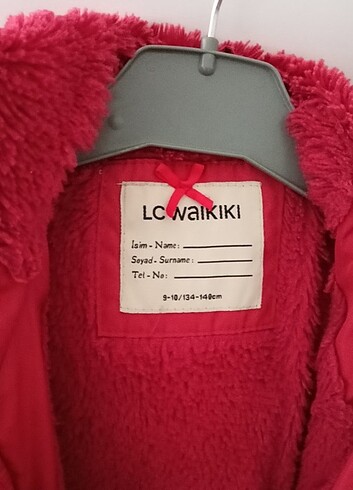 LC WAIKIKI
İsim - Name:
Soyad - Surname:
Tel - No:
9-10/134-140cm